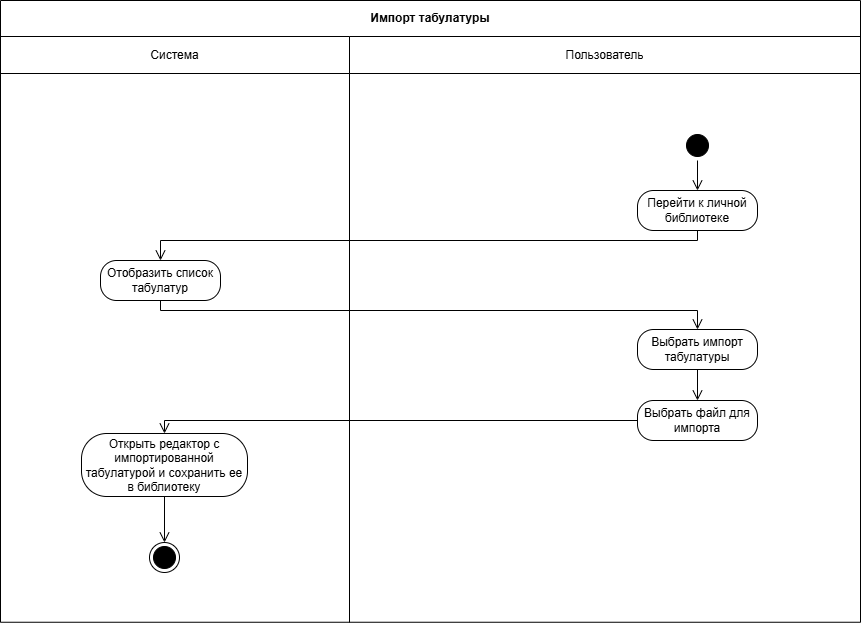 Импорт табулатуры
Система
Пользователь
Перейти к личной
библиотеке
Отобразить список
табулатур
Выбрать импорт
табулатуры
Выбрать файл для
импорта
Открыть редактор с
импортированной
табулатурой и сохранить ее
в библиотеку